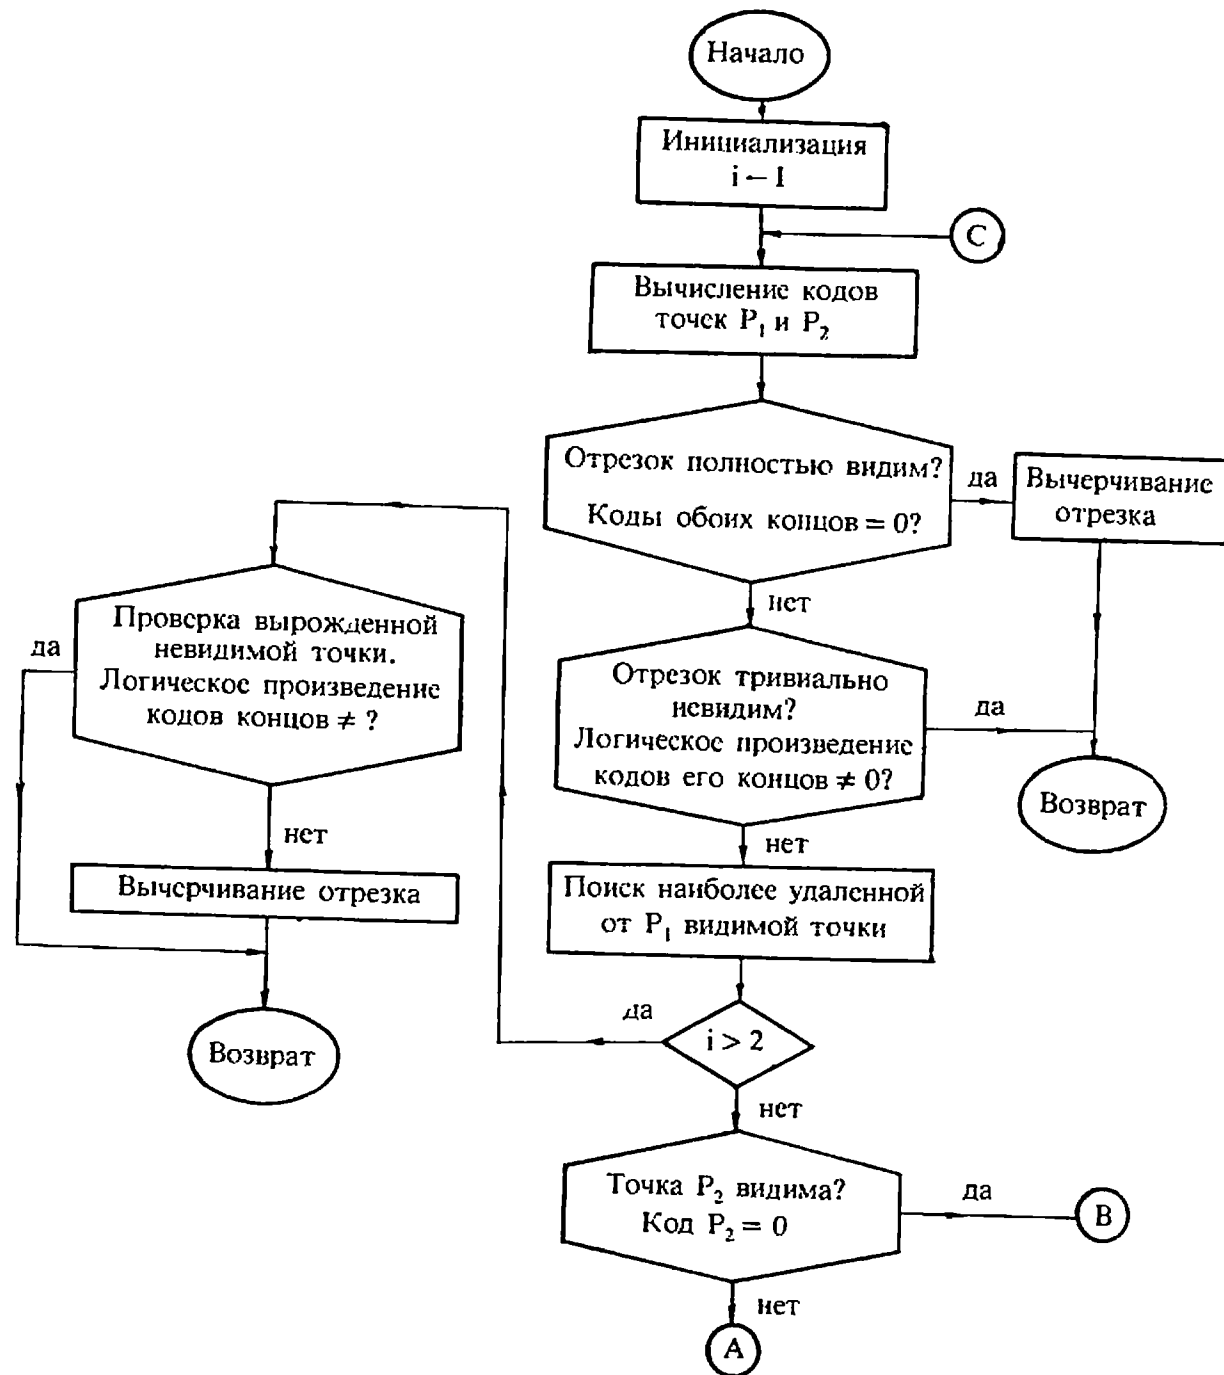 Начало
Инициализация
i – 1
C
Вычисление кодов
точек P₁ и P₂
Отрезок полностью видим?
Коды обоих концов = 0?
да
Вычерчивание
отрезка
нет
Отрезок тривиально
невидим?
Логическое произведение
кодов его концов ≠ 0?
да
Возврат
нет
Поиск наиболее удаленной
от P₁ видимой точки
i > 2
да
нет
Проверка вырожденной
невидимой точки.
Логическое произведение
кодов концов ≠ ?
да
нет
Вычерчивание отрезка
Возврат
Точка P₂ видима?
Код P₂ = 0
да
B
нет
A